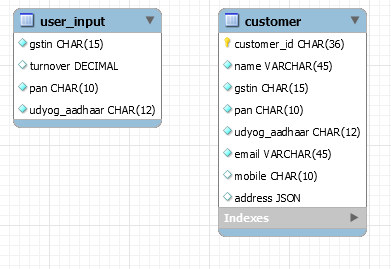 user_input
gstin CHAR(15)
turnover DECIMAL
pan CHAR(10)
udyog_aadhaar CHAR(12)
customer
customer_id CHAR(36)
name VARCHAR(45)
gstin CHAR(15)
pan CHAR(10)
udyog_aadhaar CHAR(12)
email VARCHAR(45)
mobile CHAR(10)
address JSON
Indexes